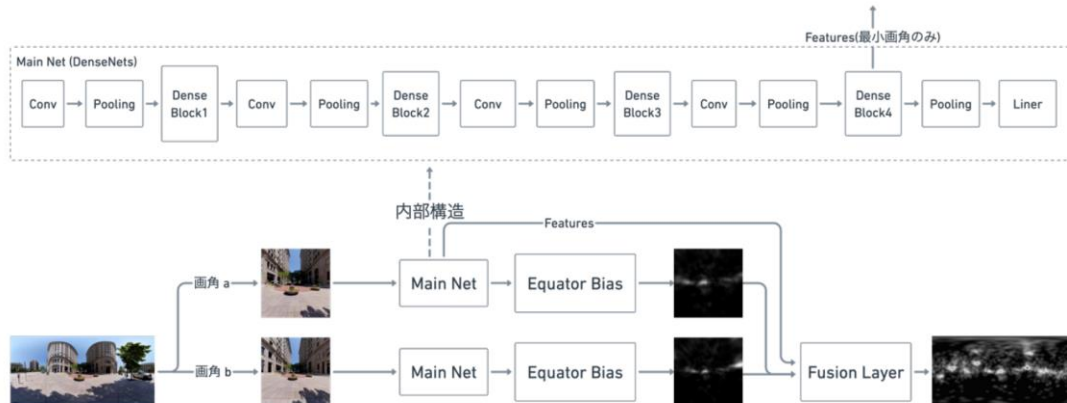 Features(最小画角のみ)
Main Net (DenseNets)
Conv
Pooling
Dense
Block1
Conv
Pooling
Dense
Block2
Conv
Pooling
Dense
Block3
Conv
Pooling
Dense
Block4
Pooling
Liner
内部構造
Features
画角 a
Main Net
Equator Bias
画角 b
Main Net
Equator Bias
Fusion Layer